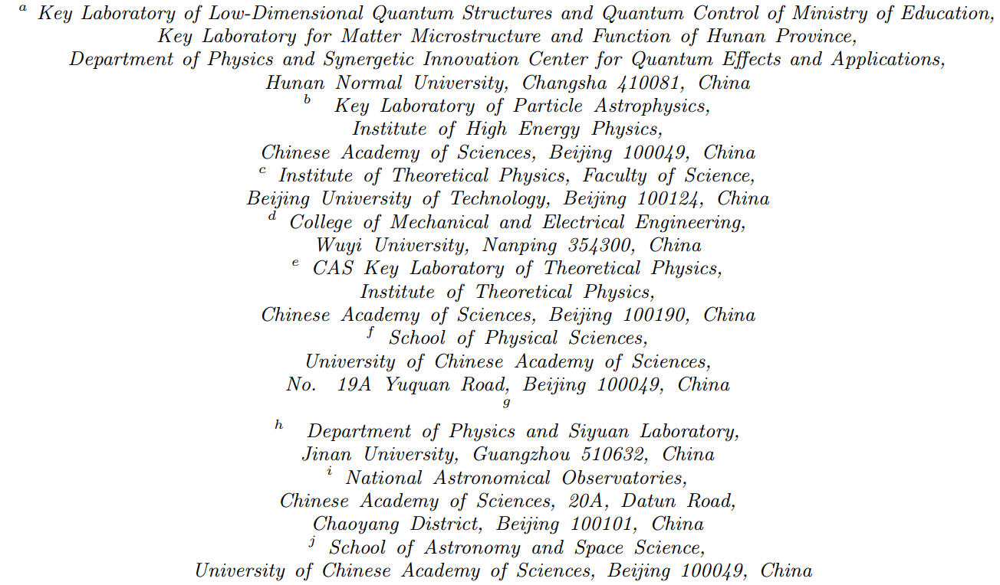 a Key Laboratory of Low-Dimensional Quantum Structures and Quantum Control of Ministry of Education,
Key Laboratory for Matter Microstructure and Function of Hunan Province,
Department of Physics and Synergetic Innovation Center for Quantum Effects and Applications,
Hunan Normal University, Changsha 410081, China
b Key Laboratory of Particle Astrophysics,
Institute of High Energy Physics,
Chinese Academy of Sciences, Beijing 100049, China
c Institute of Theoretical Physics, Faculty of Science,
Beijing University of Technology, Beijing 100124, China
d College of Mechanical and Electrical Engineering,
Wuyi University, Nanping 354300, China
e CAS Key Laboratory of Theoretical Physics,
Institute of Theoretical Physics,
Chinese Academy of Sciences, Beijing 100190, China
f School of Physical Sciences,
University of Chinese Academy of Sciences,
No. 19A Yuquan Road, Beijing 100049, China
g
h Department of Physics and Siyuan Laboratory,
Jinan University, Guangzhou 510632, China
i National Astronomical Observatories,
Chinese Academy of Sciences, 20A, Datun Road,
Chaoyang District, Beijing 100101, China
j School of Astronomy and Space Science,
University of Chinese Academy of Sciences, Beijing 100049, China